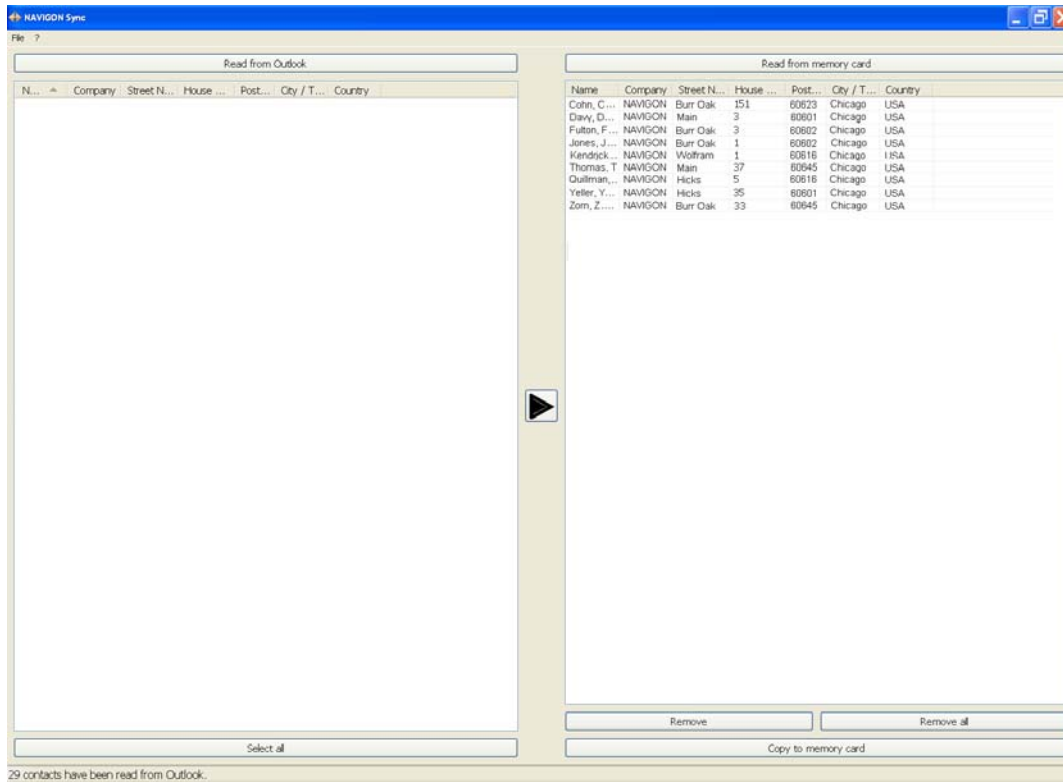 NAVIGON Sync
File ?
Read from Outlook
N... Company Street N... House ... Post... City / T... Country
Select all
Read from memory card
Name Company Street N... House ... Post... City / T... Country
Cohn, C... NAVIGON Burr Oak 151 60623 Chicago USA
Davy, D... NAVIGON Main 3 60601 Chicago USA
Fulton, F... NAVIGON Burr Oak 3 60602 Chicago USA
Jones, J... NAVIGON Burr Oak 1 60602 Chicago USA
Kendrick... NAVIGON Wolfram 1 60616 Chicago USA
Thomas, T NAVIGON Main 37 60645 Chicago USA
Quillman,... NAVIGON Hicks 5 60616 Chicago USA
Yeller, Y... NAVIGON Hicks 35 60601 Chicago USA
Zorn, Z.... NAVIGON Burr Oak 33 60645 Chicago USA
Remove Remove all
Copy to memory card
29 contacts have been read from Outlook.